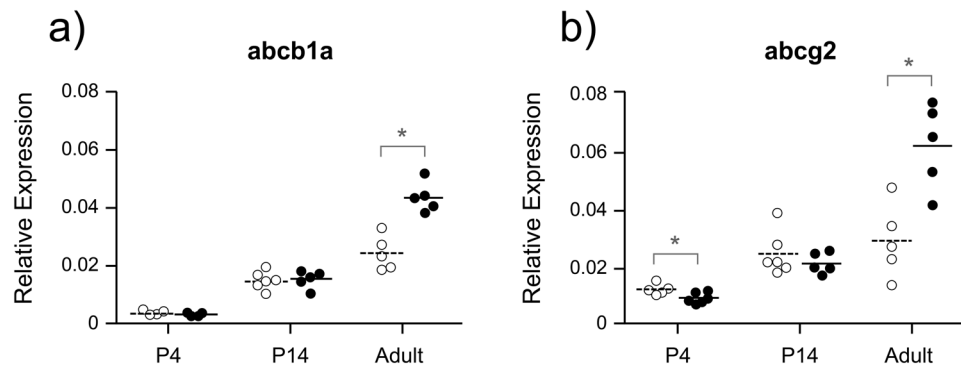 a)
abcb1a
Relative Expression
0.08
0.06
0.04
0.02
0
*
P4
P14
Adult
b)
abcg2
Relative Expression
0.08
0.06
0.04
0.02
0
*
*
P4
P14
Adult